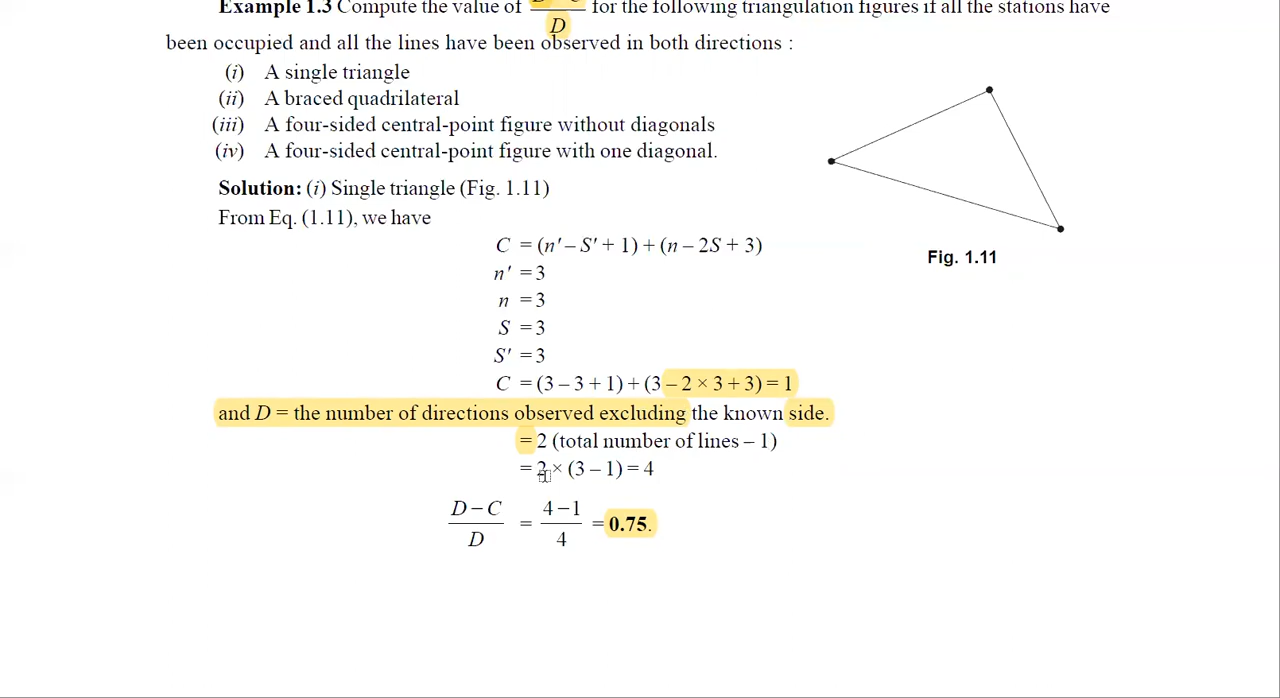 Example 1.3 Compute the value of D – C / D for the following triangulation figures if all the stations have
been occupied and all the lines have been observed in both directions :
(i) A single triangle
(ii) A braced quadrilateral
(iii) A four-sided central-point figure without diagonals
(iv) A four-sided central-point figure with one diagonal.
Solution: (i) Single triangle (Fig. 1.11)
From Eq. (1.11), we have
C = (n′ – S′ + 1) + (n – 2S + 3)
n′ = 3
n = 3
S = 3
S′ = 3
C = (3 – 3 + 1) + (3 – 2 × 3 + 3) = 1
and D = the number of directions observed excluding the known side.
= 2 (total number of lines – 1)
= 2 × (3 – 1) = 4
D – C / D = 4 – 1 / 4 = 0.75.
Fig. 1.11